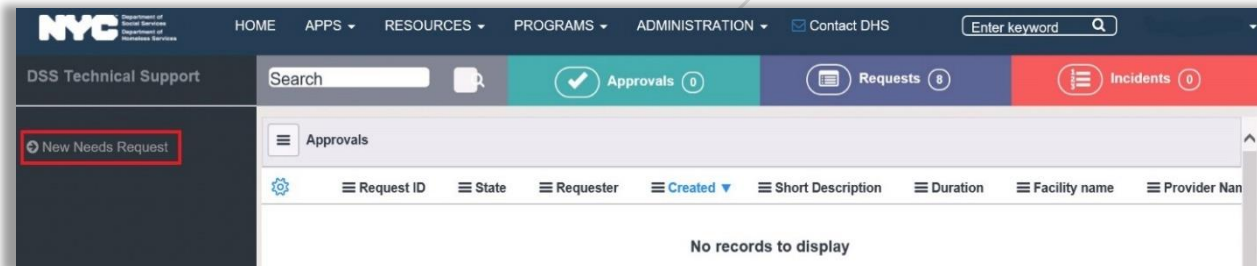 NYC Department of Social Services Department of Homeless Services HOME APPS RESOURCES PROGRAMS ADMINISTRATION Contact DHS Enter keyword
DSS Technical Support Search Approvals 0 Requests 8 Incidents 0
New Needs Request
Approvals
Request ID State Requester Created Short Description Duration Facility name Provider Nan
No records to display